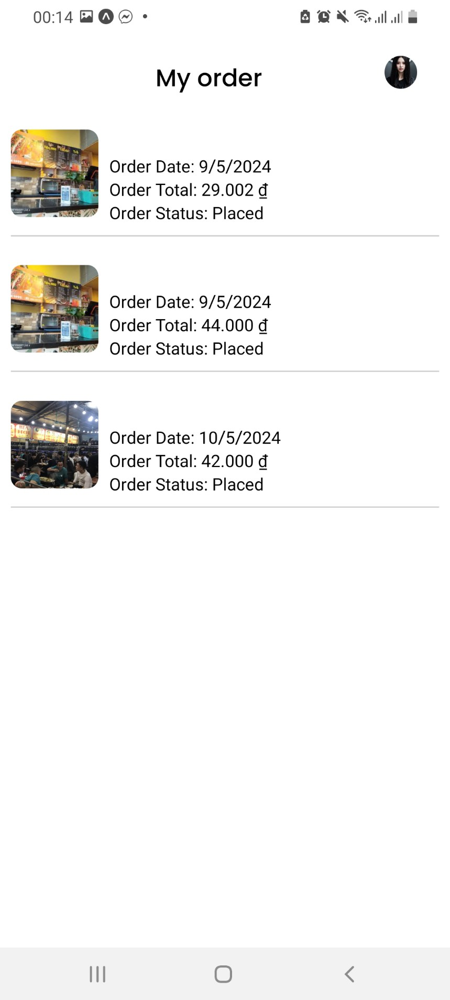 00:14
My order
Order Date: 9/5/2024
Order Total: 29.002 ₫
Order Status: Placed
Order Date: 9/5/2024
Order Total: 44.000 ₫
Order Status: Placed
BIA
HƠI
Order Date: 10/5/2024
Order Total: 42.000 ₫
Order Status: Placed